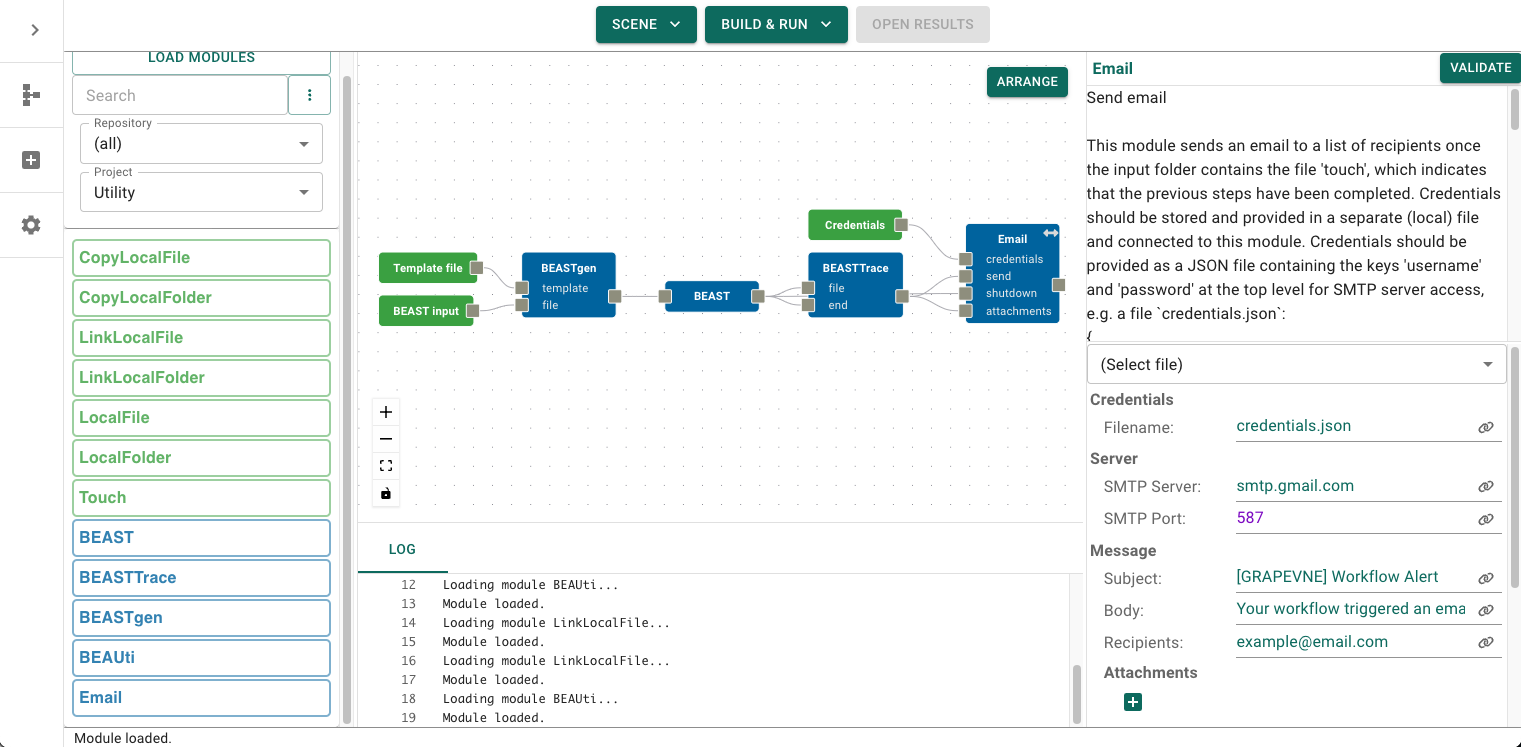 SCENE
BUILD & RUN
OPEN RESULTS
LOAD MODULES
Search
Repository
(all)
Project
Utility
CopyLocalFile
CopyLocalFolder
LinkLocalFile
LinkLocalFolder
LocalFile
LocalFolder
Touch
BEAST
BEASTTrace
BEASTgen
BEAUti
Email
ARRANGE
Template file
BEAST input
BEASTgen
template
file
BEAST
Credentials
BEASTTrace
file
end
Email
credentials
send
shutdown
attachments
LOG
12 Loading module BEAUti...
13 Module loaded.
14 Loading module LinkLocalFile...
15 Module loaded.
16 Loading module LinkLocalFile...
17 Module loaded.
18 Loading module BEAUti...
19 Module loaded.
Email
VALIDATE
Send email
This module sends an email to a list of recipients once
the input folder contains the file 'touch', which indicates
that the previous steps have been completed. Credentials
should be stored and provided in a separate (local) file
and connected to this module. Credentials should be
provided as a JSON file containing the keys 'username'
and 'password' at the top level for SMTP server access,
e.g. a file `credentials.json`:
{
(Select file)
Credentials
Filename: credentials.json
Server
SMTP Server: smtp.gmail.com
SMTP Port: 587
Message
Subject: [GRAPEVNE] Workflow Alert
Body: Your workflow triggered an ema
Recipients: example@email.com
Attachments
Module loaded.